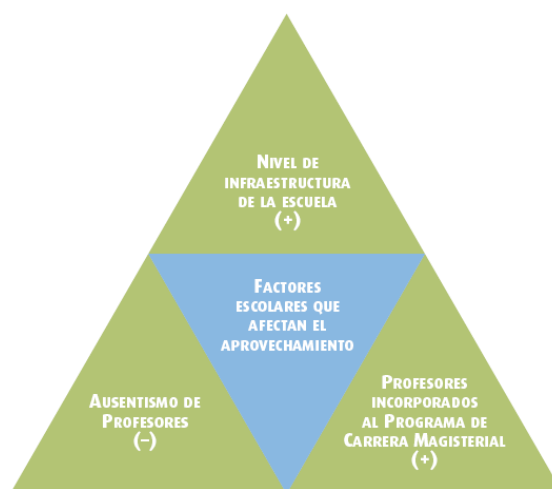 Nivel de
infraestructura
de la escuela
(+)
Factores
escolares que
afectan el
aprovechamiento
Ausentismo de
Profesores
(–)
Profesores
incorporados
al Programa de
Carrera Magisterial
(+)